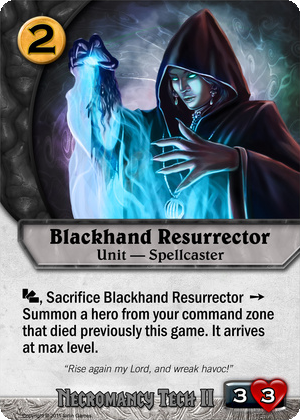 2
Blackhand Resurrector
Unit — Spellcaster
, Sacrifice Blackhand Resurrector →
Summon a hero from your command zone
that died previously this game. It arrives
at max level.
“Rise again my Lord, and wreak havoc!”
Necromancy Tech II
3 3